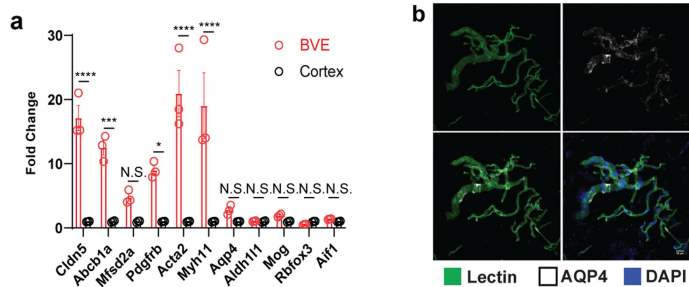 a
Fold Change
30
20
10
0
BVE
Cortex
****
***
N.S.
*
****
****
N.S.
N.S.
N.S.
N.S.
N.S.
Cldn5
Abcb1a
Mfsd2a
Pdgfrb
Acta2
Myh11
Aqp4
Aldh1l1
Mog
Rbfox3
Aif1
b
Lectin
AQP4
DAPI